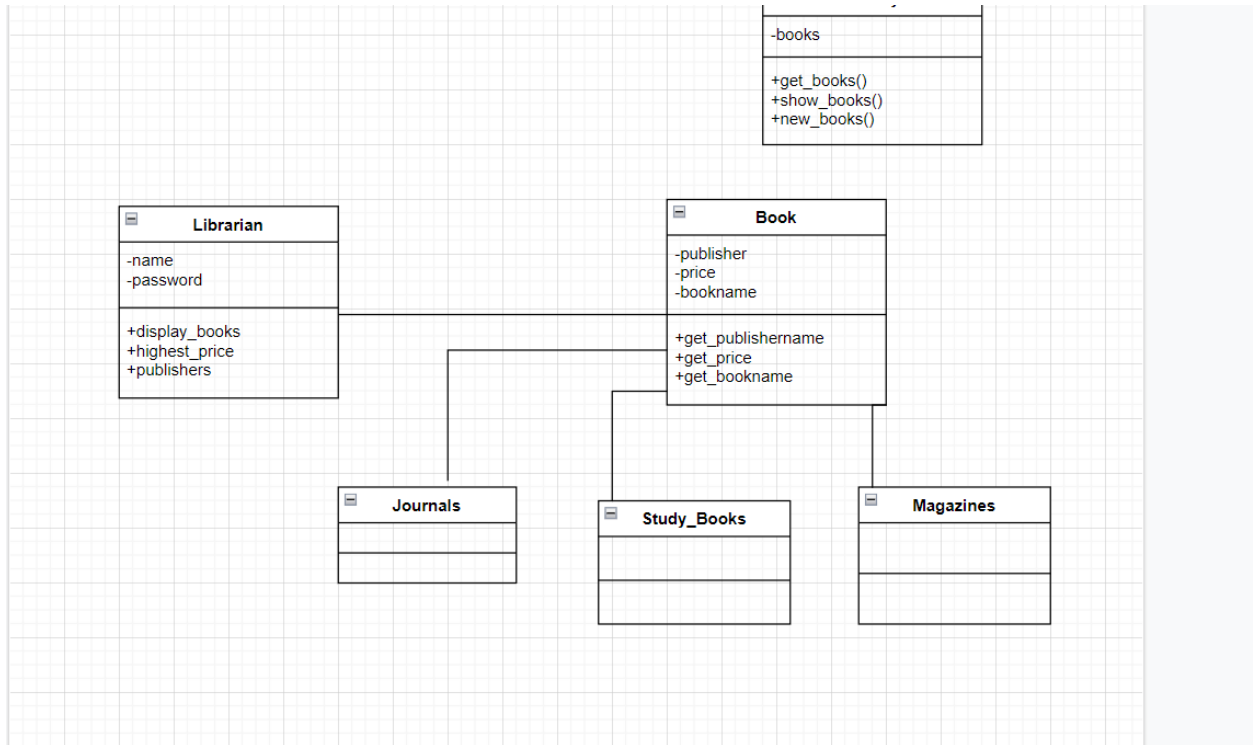 -books
+get_books()
+show_books()
+new_books()
Librarian
-name
-password
+display_books
+highest_price
+publishers
Book
-publisher
-price
-bookname
+get_publishername
+get_price
+get_bookname
Journals
Study_Books
Magazines